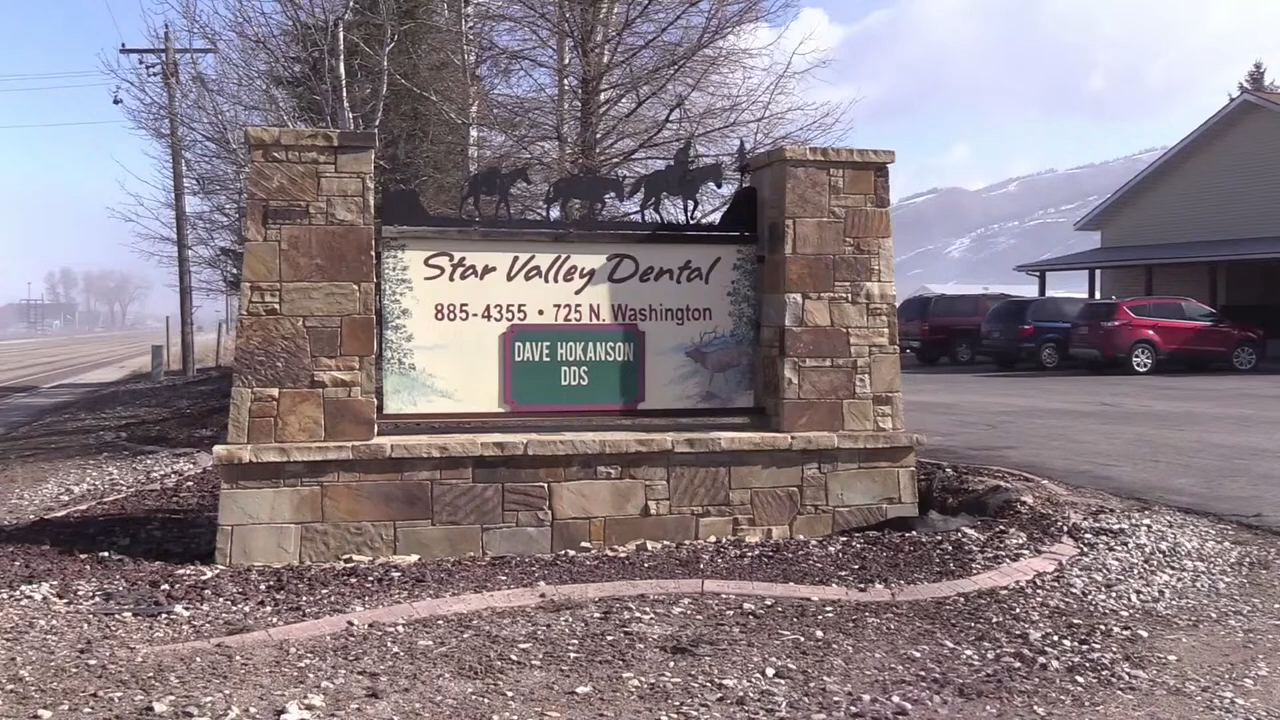 Star Valley Dental
885-4355 • 725 N. Washington
DAVE HOKANSON
DDS